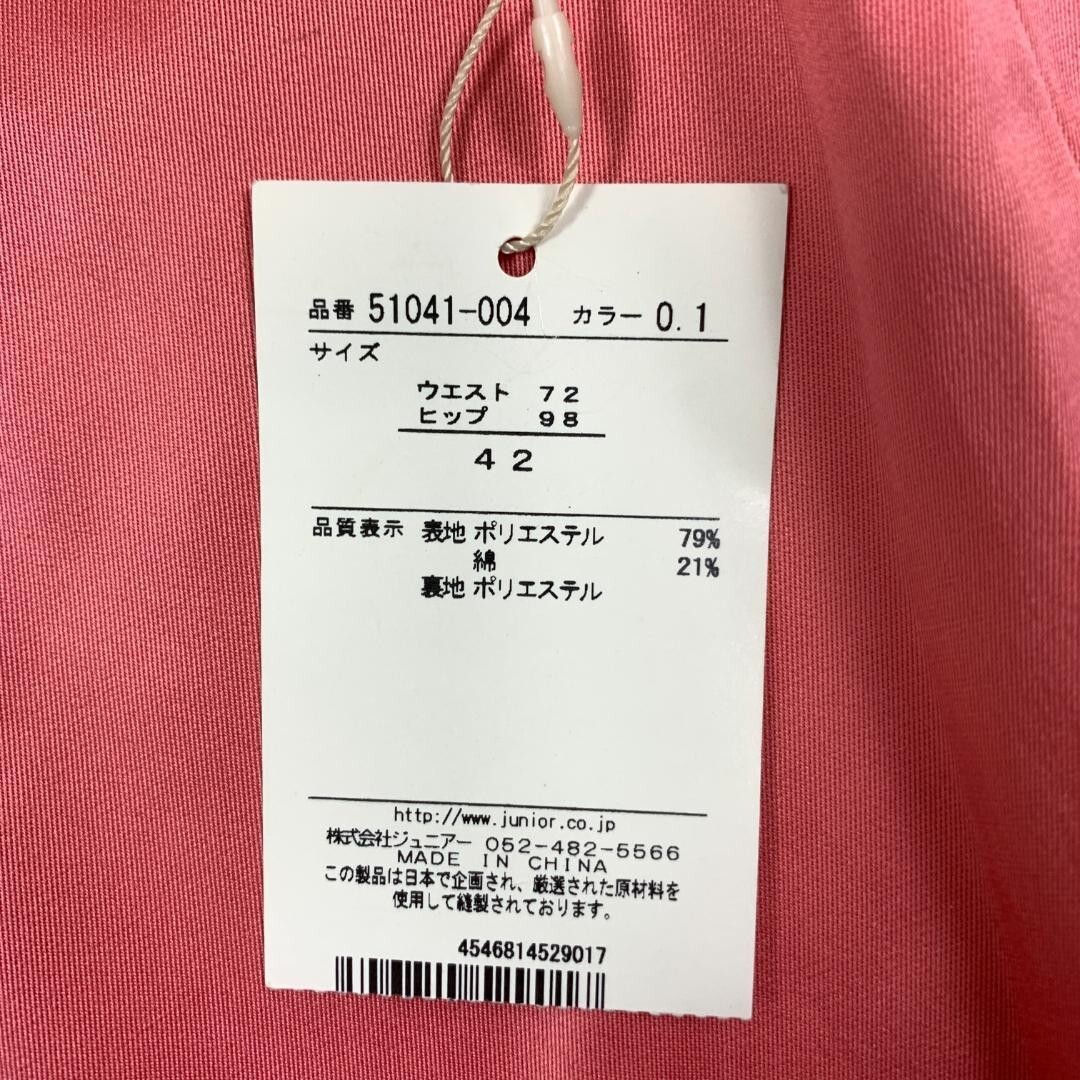 品番 51041-004 カラー 0.1
サイズ
ウエスト 72
ヒップ 98
42
品質表示 表地 ポリエステル 79%
綿 21%
裏地 ポリエステル
http://www.junior.co.jp
株式会社ジュニアー 052-482-5566
MADE IN CHINA
この製品は日本で企画され、厳選された原材料を
使用して縫製されております。
4546814529017